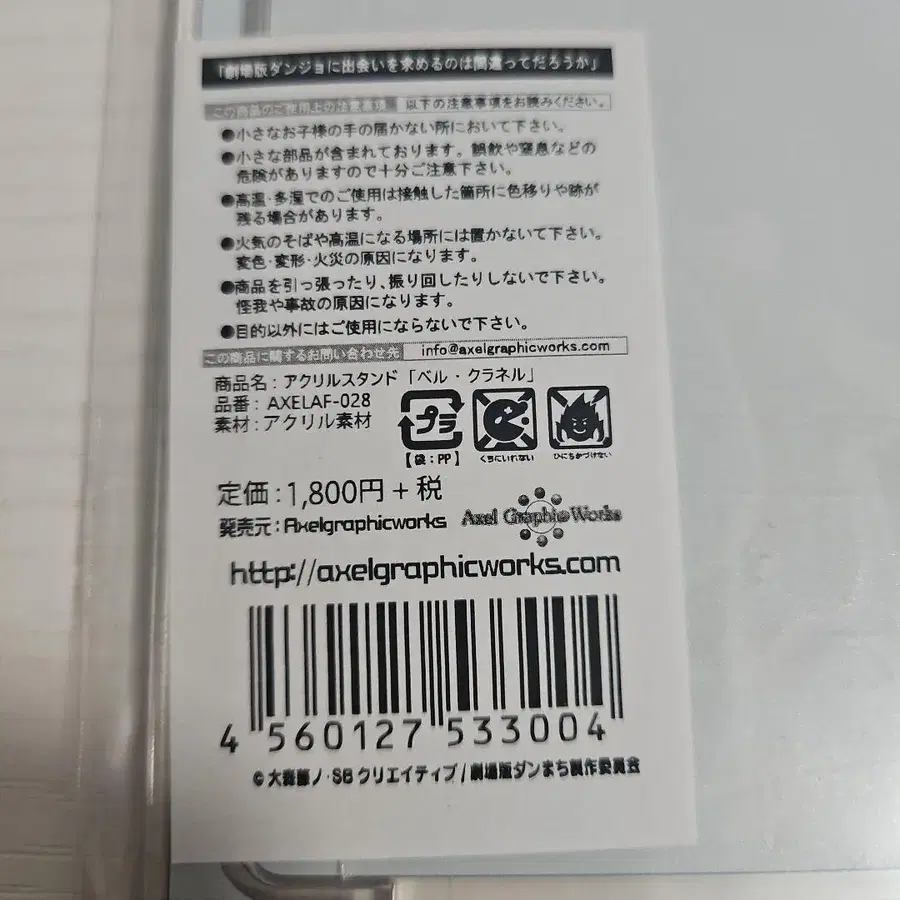 「劇場版ダンジョに出会いを求めるのは間違ってだろうか」
この商品のご使用上の注意事項 以下の注意事項をお読みください。
●小さなお子様の手の届かない所において下さい。
●小さな部品が含まれております。誤飲や窒息などの
危険がありますので十分ご注意下さい。
●高温・多湿でのご使用は接触した箇所に色移りや跡が
残る場合があります。
●火気のそばや高温になる場所には置かないで下さい。
変色・変形・火災の原因になります。
●商品を引っ張ったり、振り回したりしないで下さい。
怪我や事故の原因になります。
●目的以外にはご使用にならないで下さい。
この商品に関するお問い合わせ先 info@axelgraphicworks.com
商品名:アクリルスタンド「ベル・クラネル」
品番: AXELAF-028
素材:アクリル素材
プラ
【袋:PP】 くちにいれない ひにちかづけない
定価:1,800円+税
発売元:Axelgraphicworks Axel Graphic Works
http://axelgraphicworks.com
4 560127 533004
© 大森藤ノ・SBクリエイティブ/劇場版ダンまち製作委員会